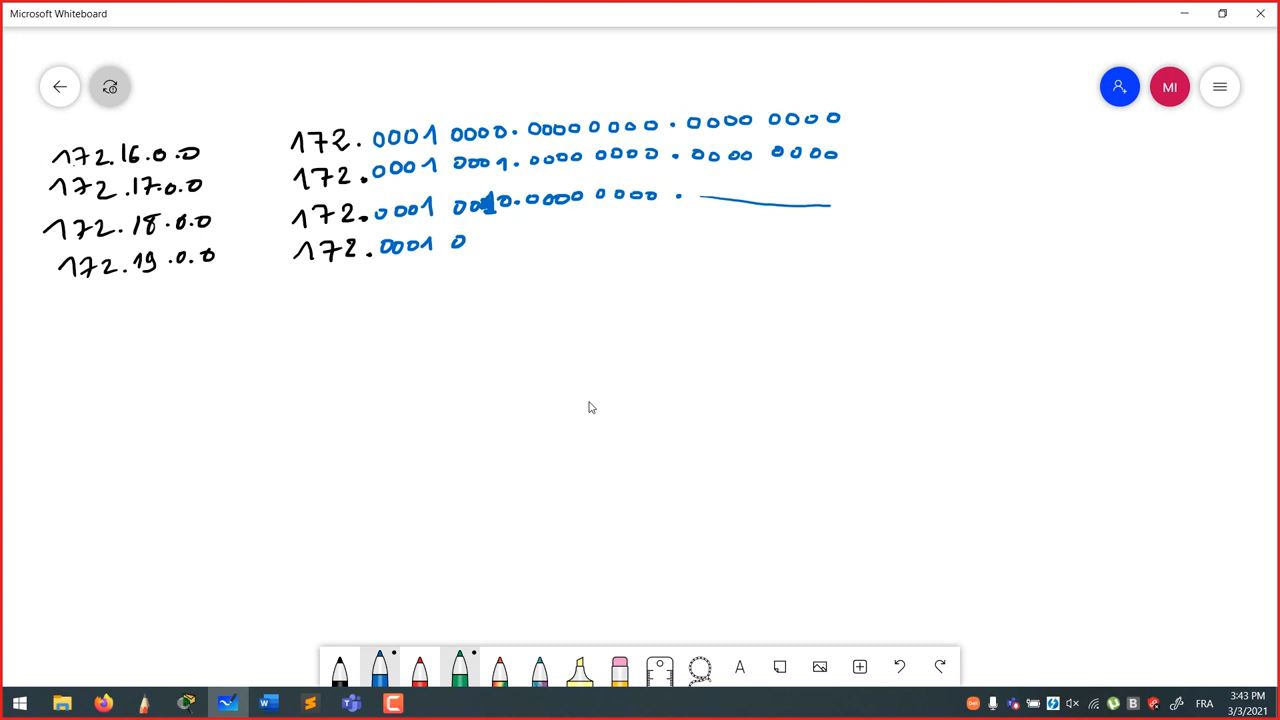 Microsoft Whiteboard
MI
172.16.0.0
172.17.0.0
172.18.0.0
172.19.0.0
172.0001 0000.0000 0000.0000 0000
172.0001 0001.0000 0000.0000 0000
172.0001 0010.0000 0000.
172.0001 0
A
FRA
3:43 PM
3/3/2021